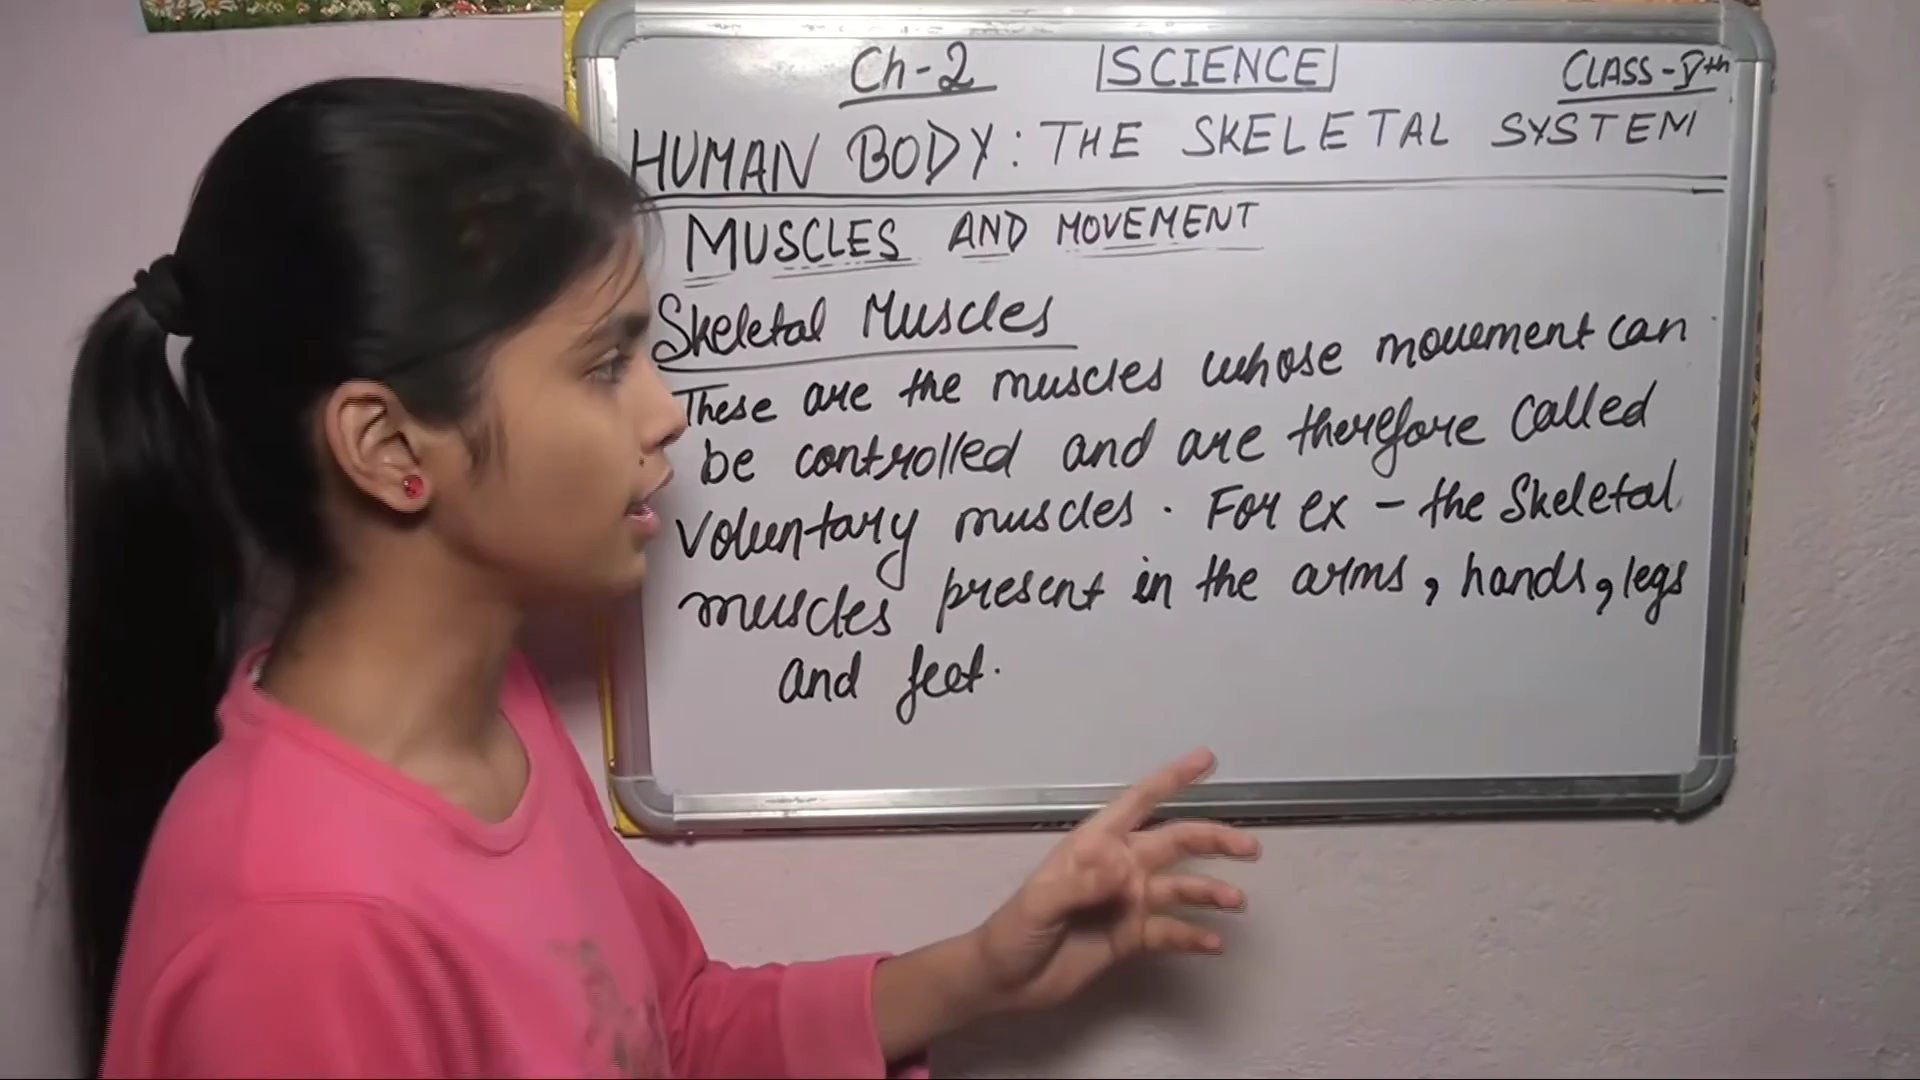 Ch-2 SCIENCE CLASS-Vth
HUMAN BODY: THE SKELETAL SYSTEM
MUSCLES AND MOVEMENT
Skeletal Muscles
These are the muscles whose movement can
be controlled and are therefore called
voluntary muscles. For ex - the Skeletal
muscles present in the arms, hands, legs
and feet.